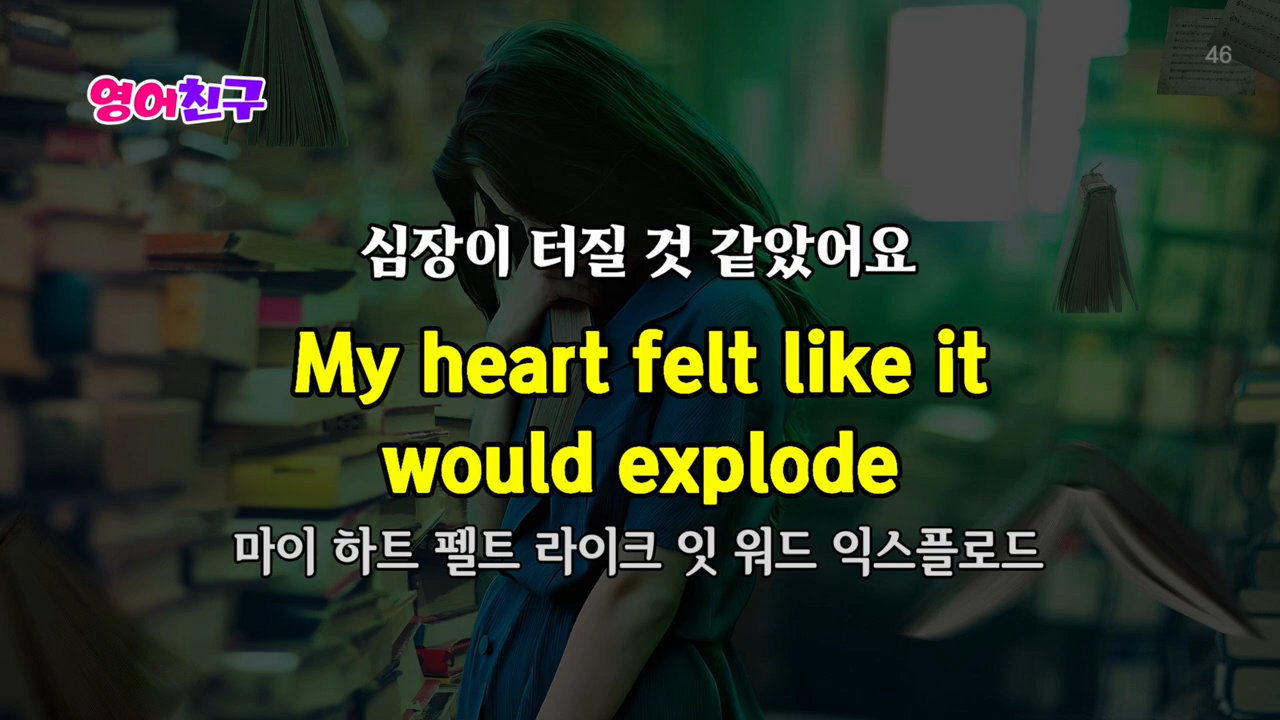 46
영어친구
심장이 터질 것 같았어요
My heart felt like it
would explode
마이 하트 펠트 라이크 잇 워드 익스플로드